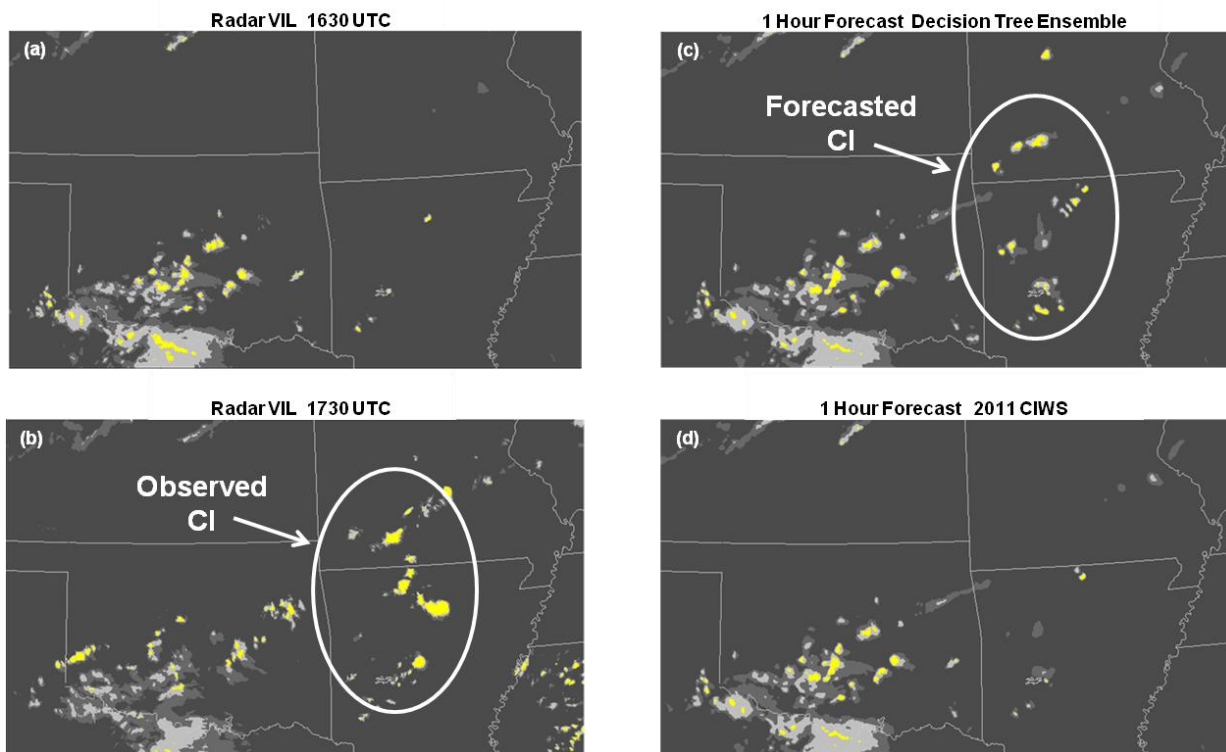 Radar VIL 1630 UTC
(a)
1 Hour Forecast Decision Tree Ensemble
(c)
Forecasted
CI
Radar VIL 1730 UTC
(b)
Observed
CI
1 Hour Forecast 2011 CIWS
(d)